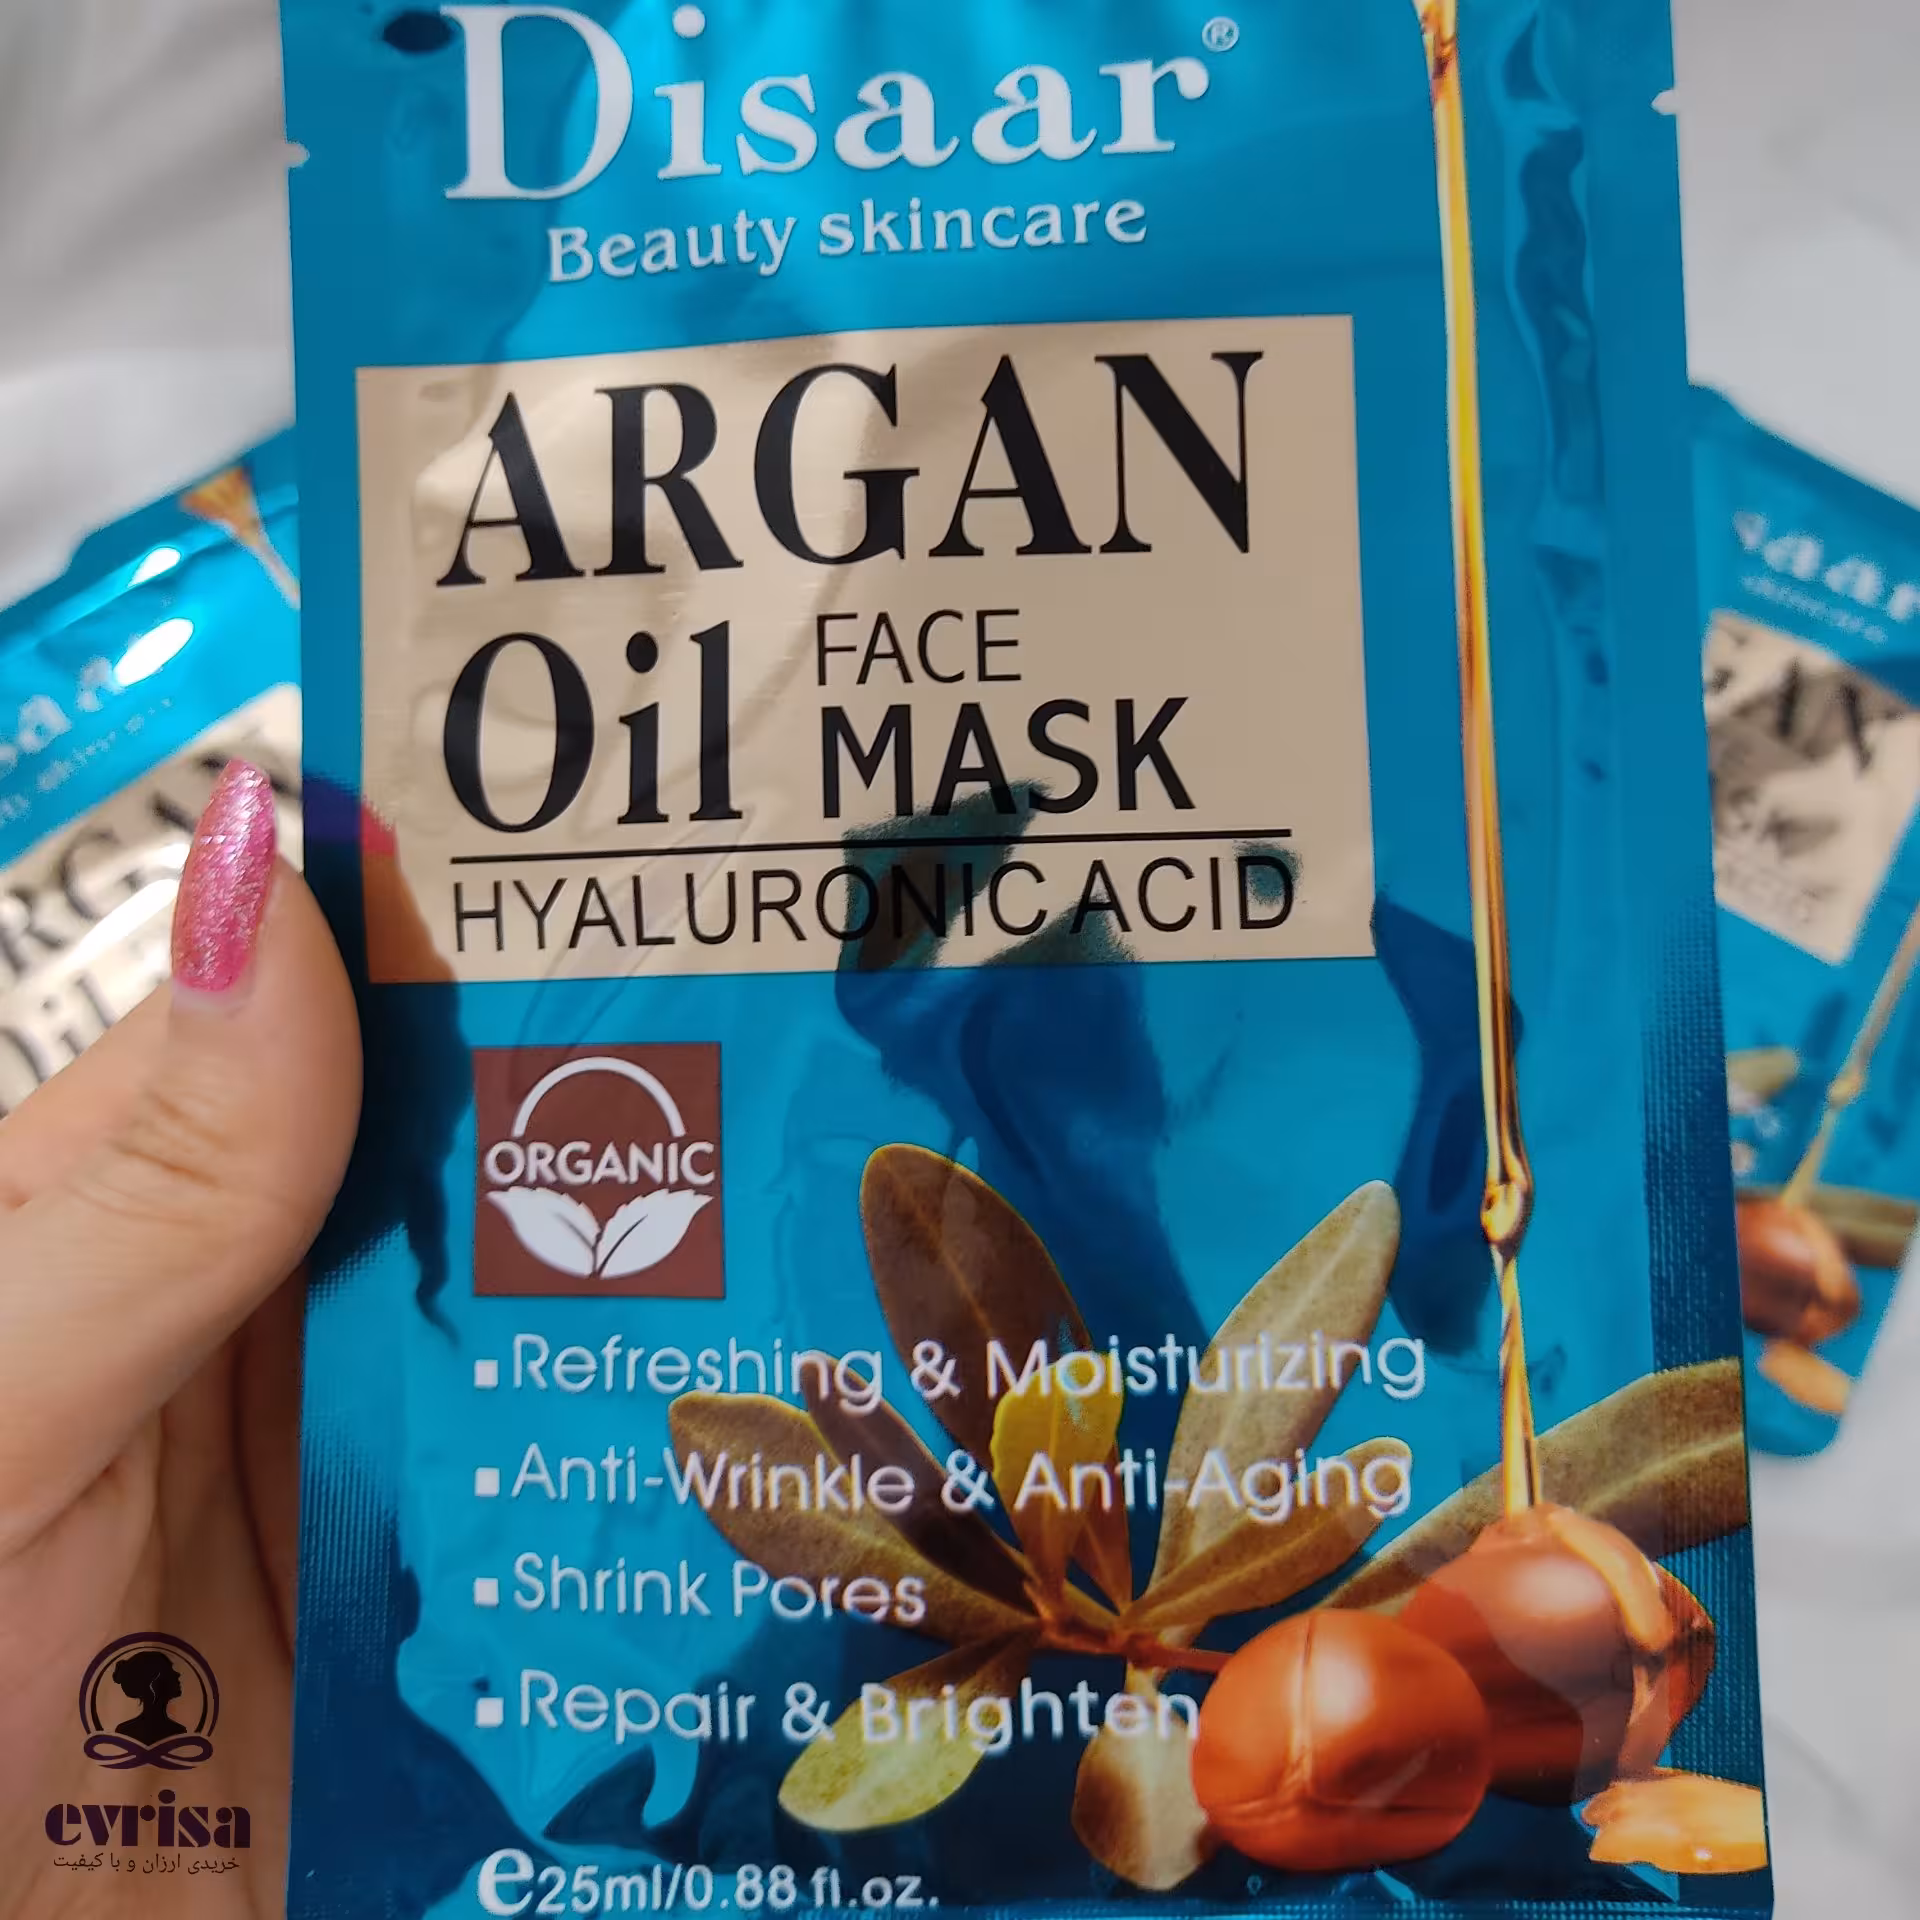 Disaar®
Beauty skincare
ARGAN
Oil FACE
MASK
HYALURONIC ACID
ORGANIC
▪ Refreshing & Moisturizing
▪ Anti-Wrinkle & Anti-Aging
▪ Shrink Pores
▪ Repair & Brighten
e25ml/0.88 fl.oz.
evrisa
خریدی ارزان و با کیفیت